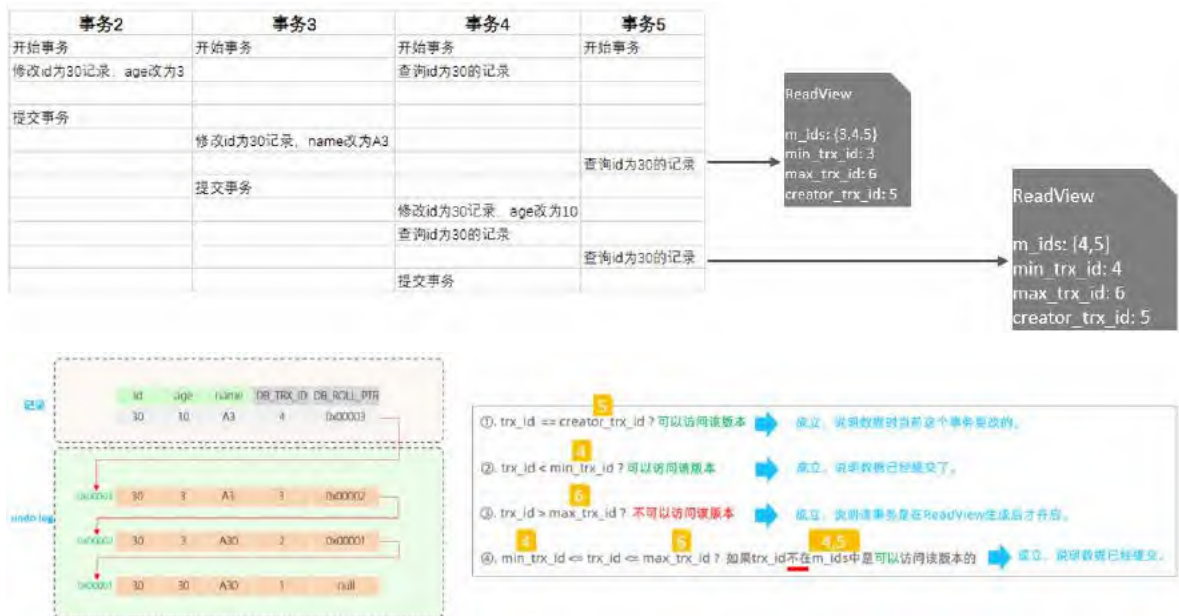 事务2 事务3 事务4 事务5
开始事务 开始事务 开始事务 开始事务
修改id为30记录，age改为3 查询id为30的记录
提交事务
修改id为30记录，name改为A3
查询id为30的记录
提交事务
修改id为30记录，age改为10
查询id为30的记录
查询id为30的记录
提交事务
ReadView
m_ids: {3,4,5}
min_trx_id: 3
max_trx_id: 6
creator_trx_id: 5
ReadView
m_ids: {4,5}
min_trx_id: 4
max_trx_id: 6
creator_trx_id: 5
记录
id age name DB_TRX_ID DB_ROLL_PTR
30 10 A3 4 0x00003
undo log
0x00003 30 3 A3 3 0x00002
0x00002 30 3 A30 2 0x00001
0x00001 30 30 A30 1 null
5
①. trx_id == creator_trx_id ? 可以访问该版本 成立，说明数据时当前这个事务更改的。
4
②. trx_id < min_trx_id ? 可以访问该版本 成立，说明数据已经提交了。
6
③. trx_id > max_trx_id ? 不可以访问该版本 成立，说明该事务是在ReadView生成后才开启。
4 6 4,5
④. min_trx_id <= trx_id <= max_trx_id ? 如果trx_id不在m_ids中是可以访问该版本的 成立，说明数据已经提交。